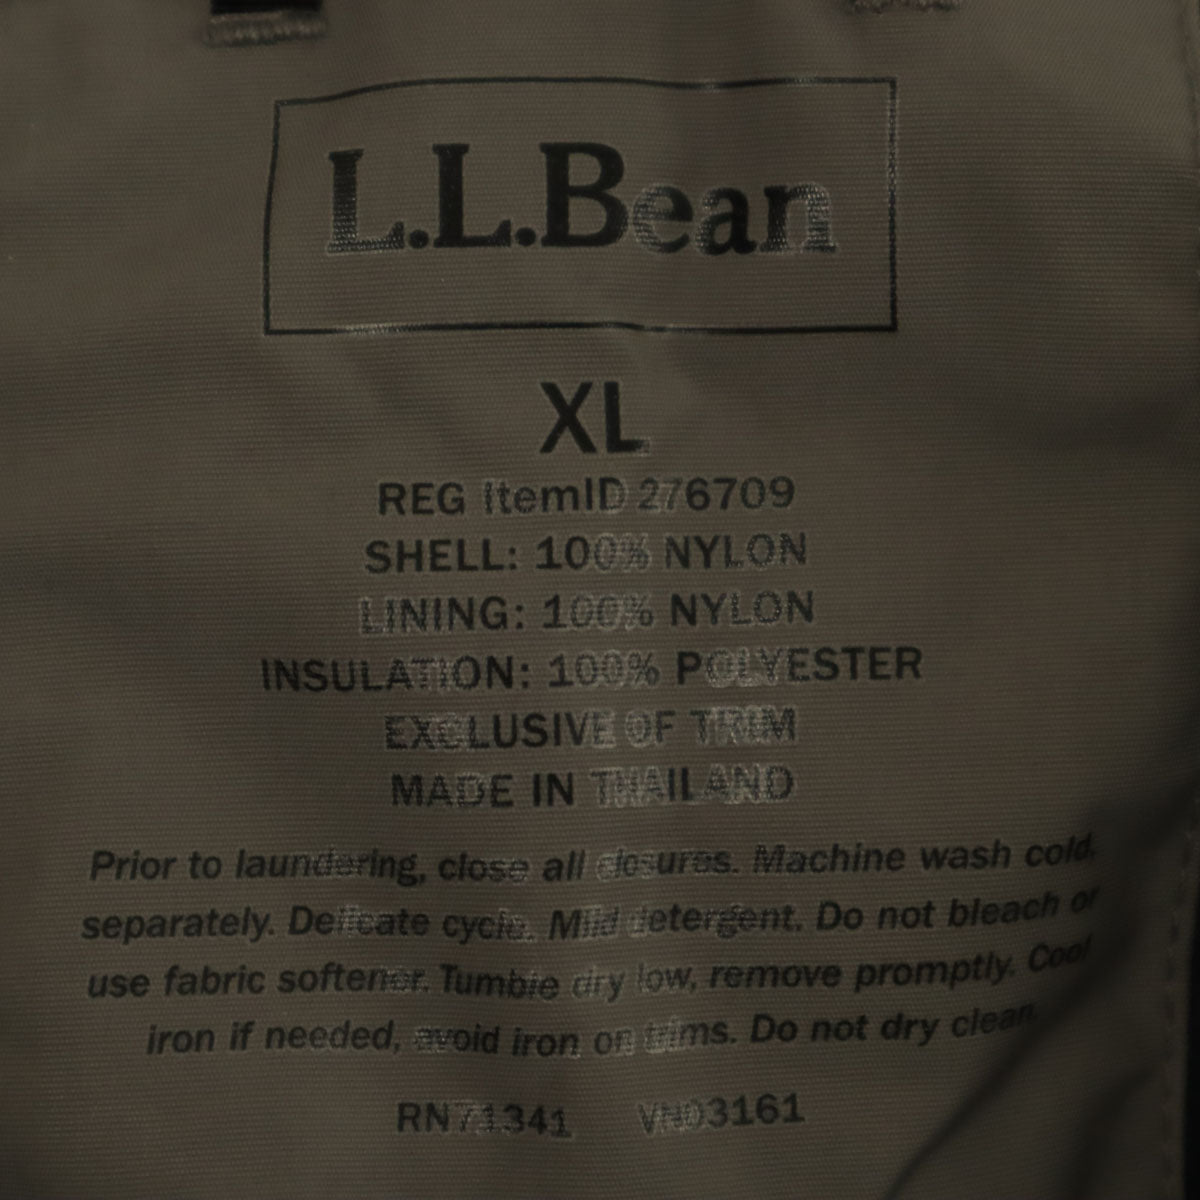 L.L.Bean
XL
REG ItemID 276709
SHELL: 100% NYLON
LINING: 100% NYLON
INSULATION: 100% POLYESTER
EXCLUSIVE OF TRIM
MADE IN THAILAND
Prior to laundering, close all closures. Machine wash cold,
separately. Delicate cycle. Mild detergent. Do not bleach or
use fabric softener. Tumble dry low, remove promptly. Cool
iron if needed, avoid iron on trims. Do not dry clean.
RN71341 VN03161